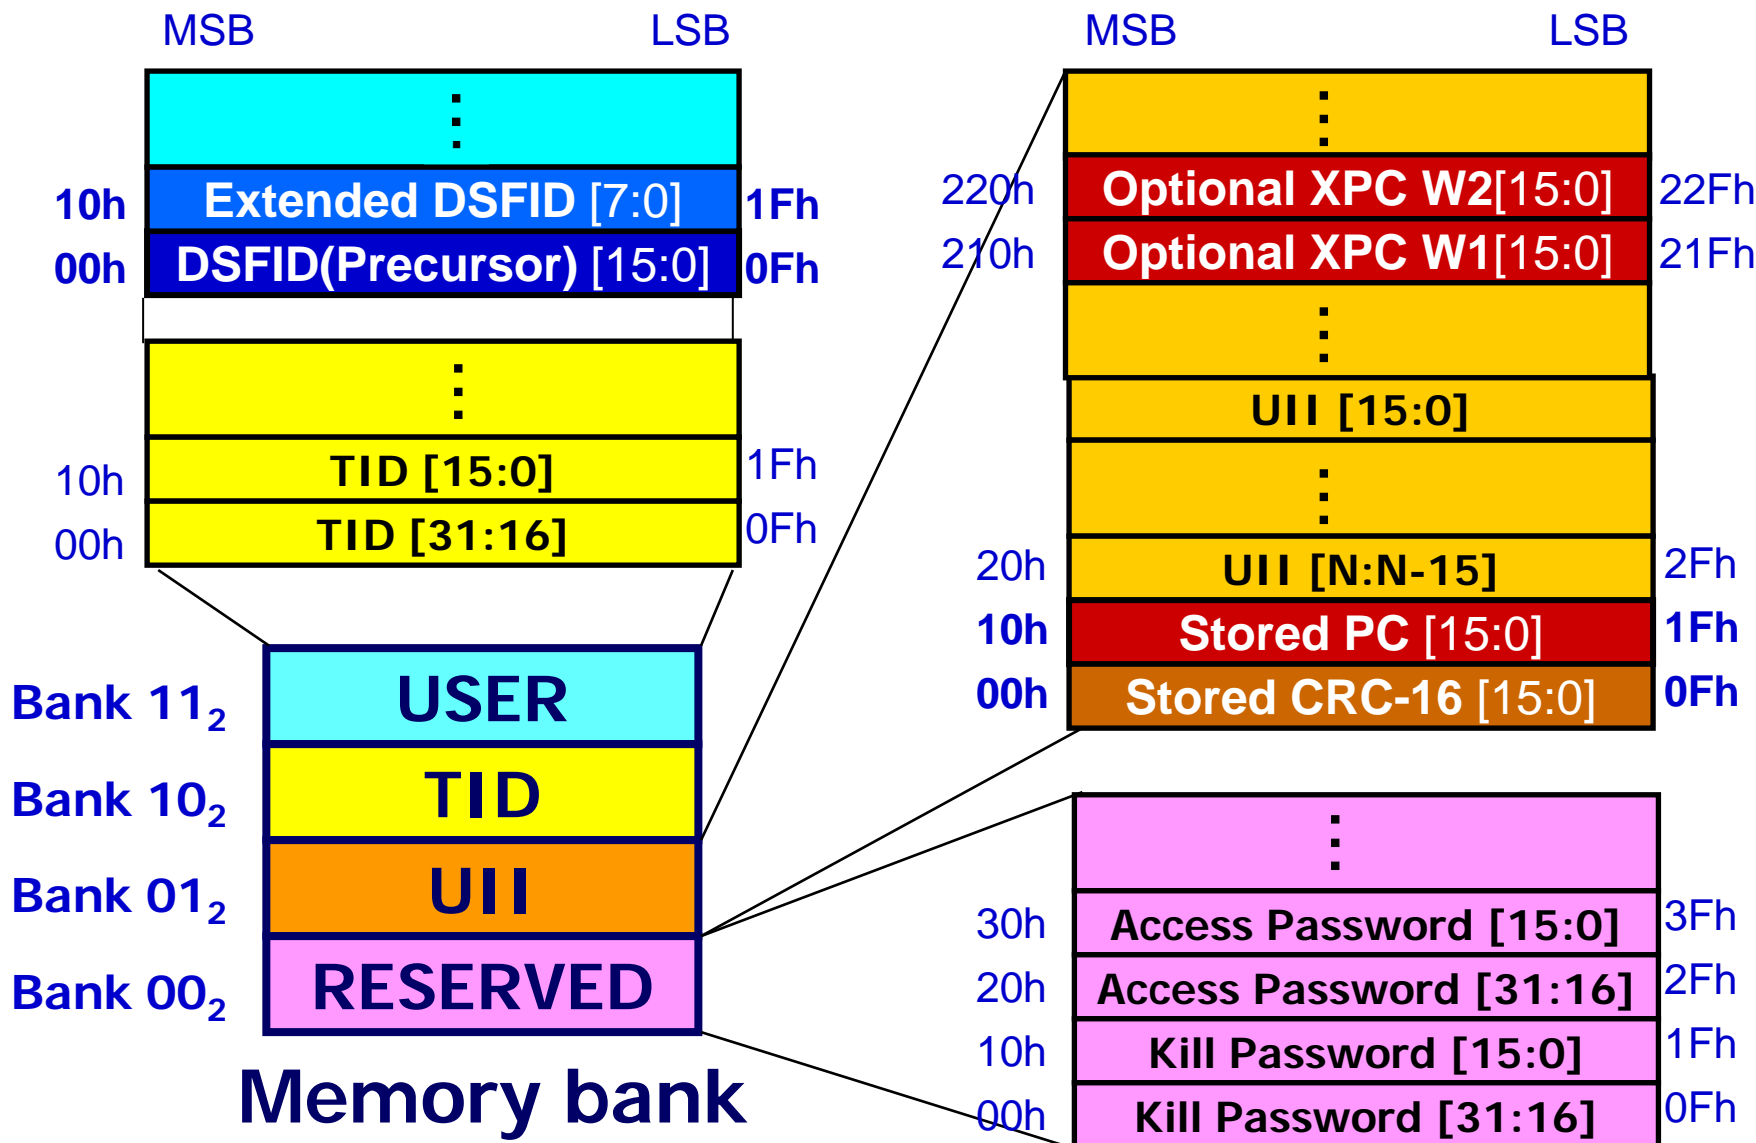 MSB LSB
10h Extended DSFID [7:0] 1Fh
00h DSFID(Precursor) [15:0] 0Fh
10h TID [15:0] 1Fh
00h TID [31:16] 0Fh
Bank 11₂ USER
Bank 10₂ TID
Bank 01₂ UII
Bank 00₂ RESERVED
Memory bank
MSB LSB
220h Optional XPC W2[15:0] 22Fh
210h Optional XPC W1[15:0] 21Fh
UII [15:0]
20h UII [N:N-15] 2Fh
10h Stored PC [15:0] 1Fh
00h Stored CRC-16 [15:0] 0Fh
30h Access Password [15:0] 3Fh
20h Access Password [31:16] 2Fh
10h Kill Password [15:0] 1Fh
00h Kill Password [31:16] 0Fh